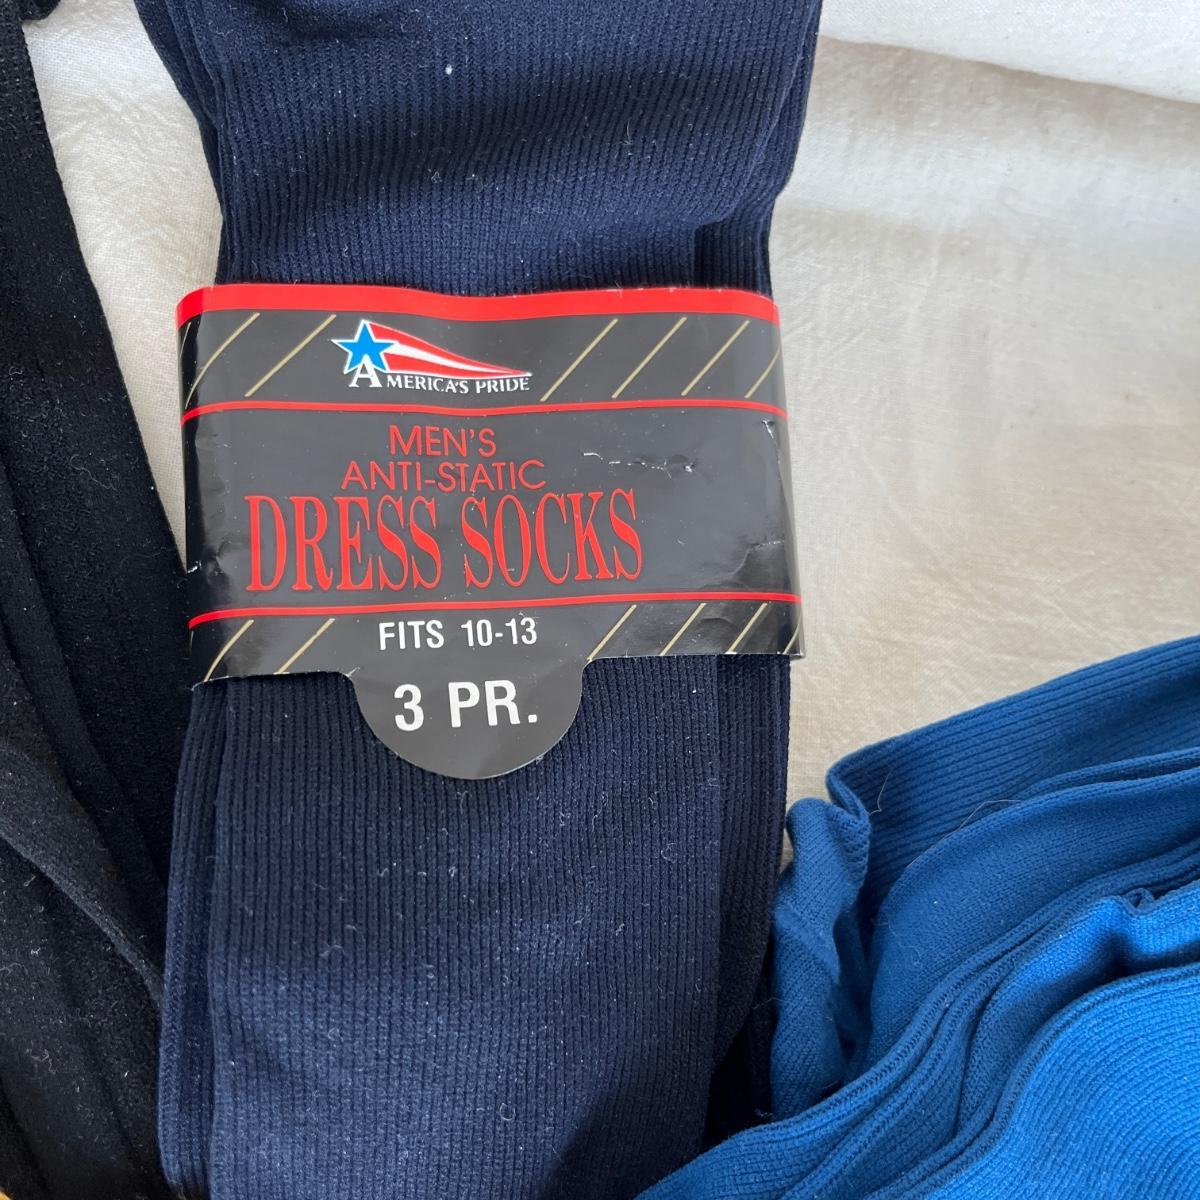 AMERICA'S PRIDE
MEN'S
ANTI-STATIC
DRESS SOCKS
FITS 10-13
3 PR.